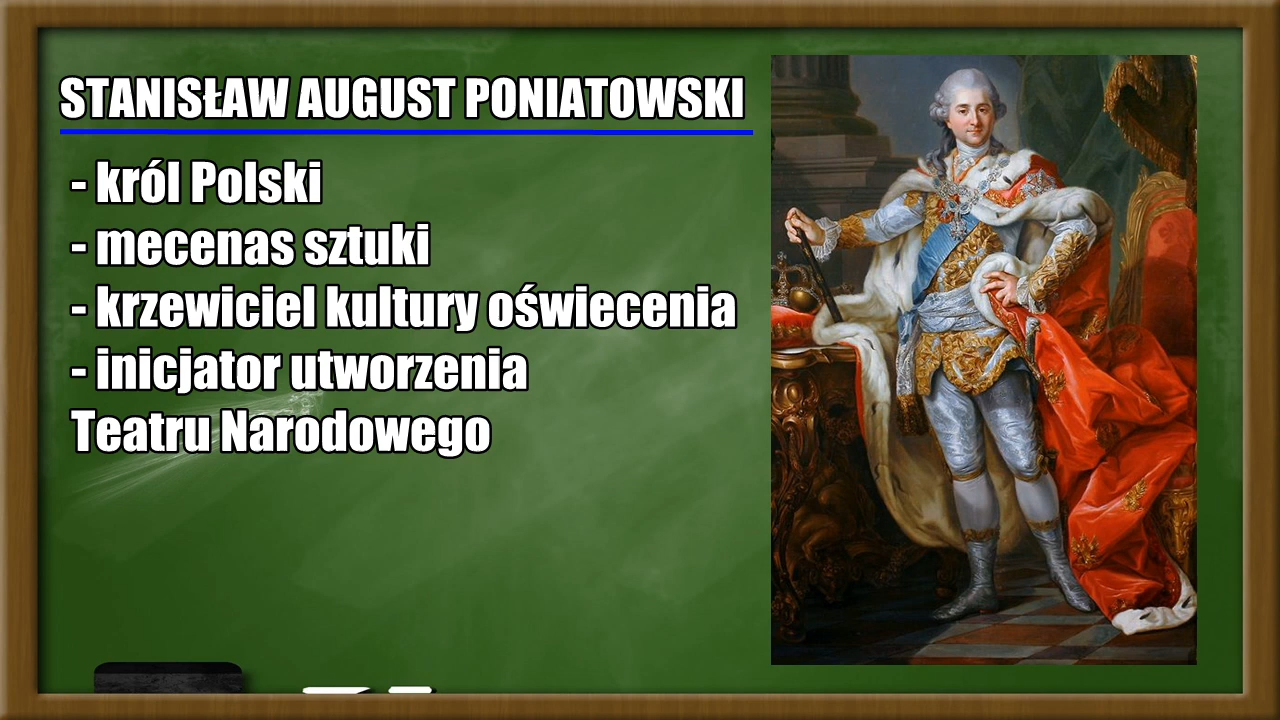 STANISŁAW AUGUST PONIATOWSKI
- król Polski
- mecenas sztuki
- krzewiciel kultury oświecenia
- inicjator utworzenia
Teatru Narodowego